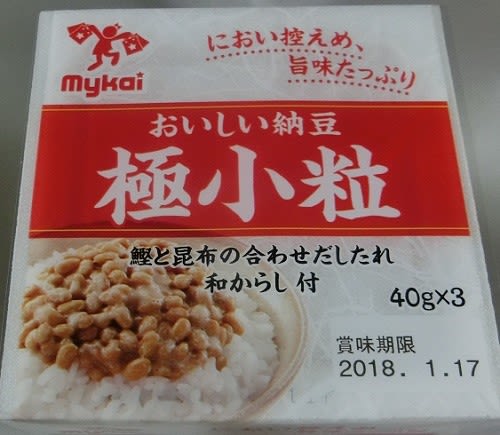 mykai
におい控えめ、
旨味たっぷり
おいしい納豆
極小粒
鰹と昆布の合わせだしたれ
和からし 付
40g×3
賞味期限
2018. 1.17